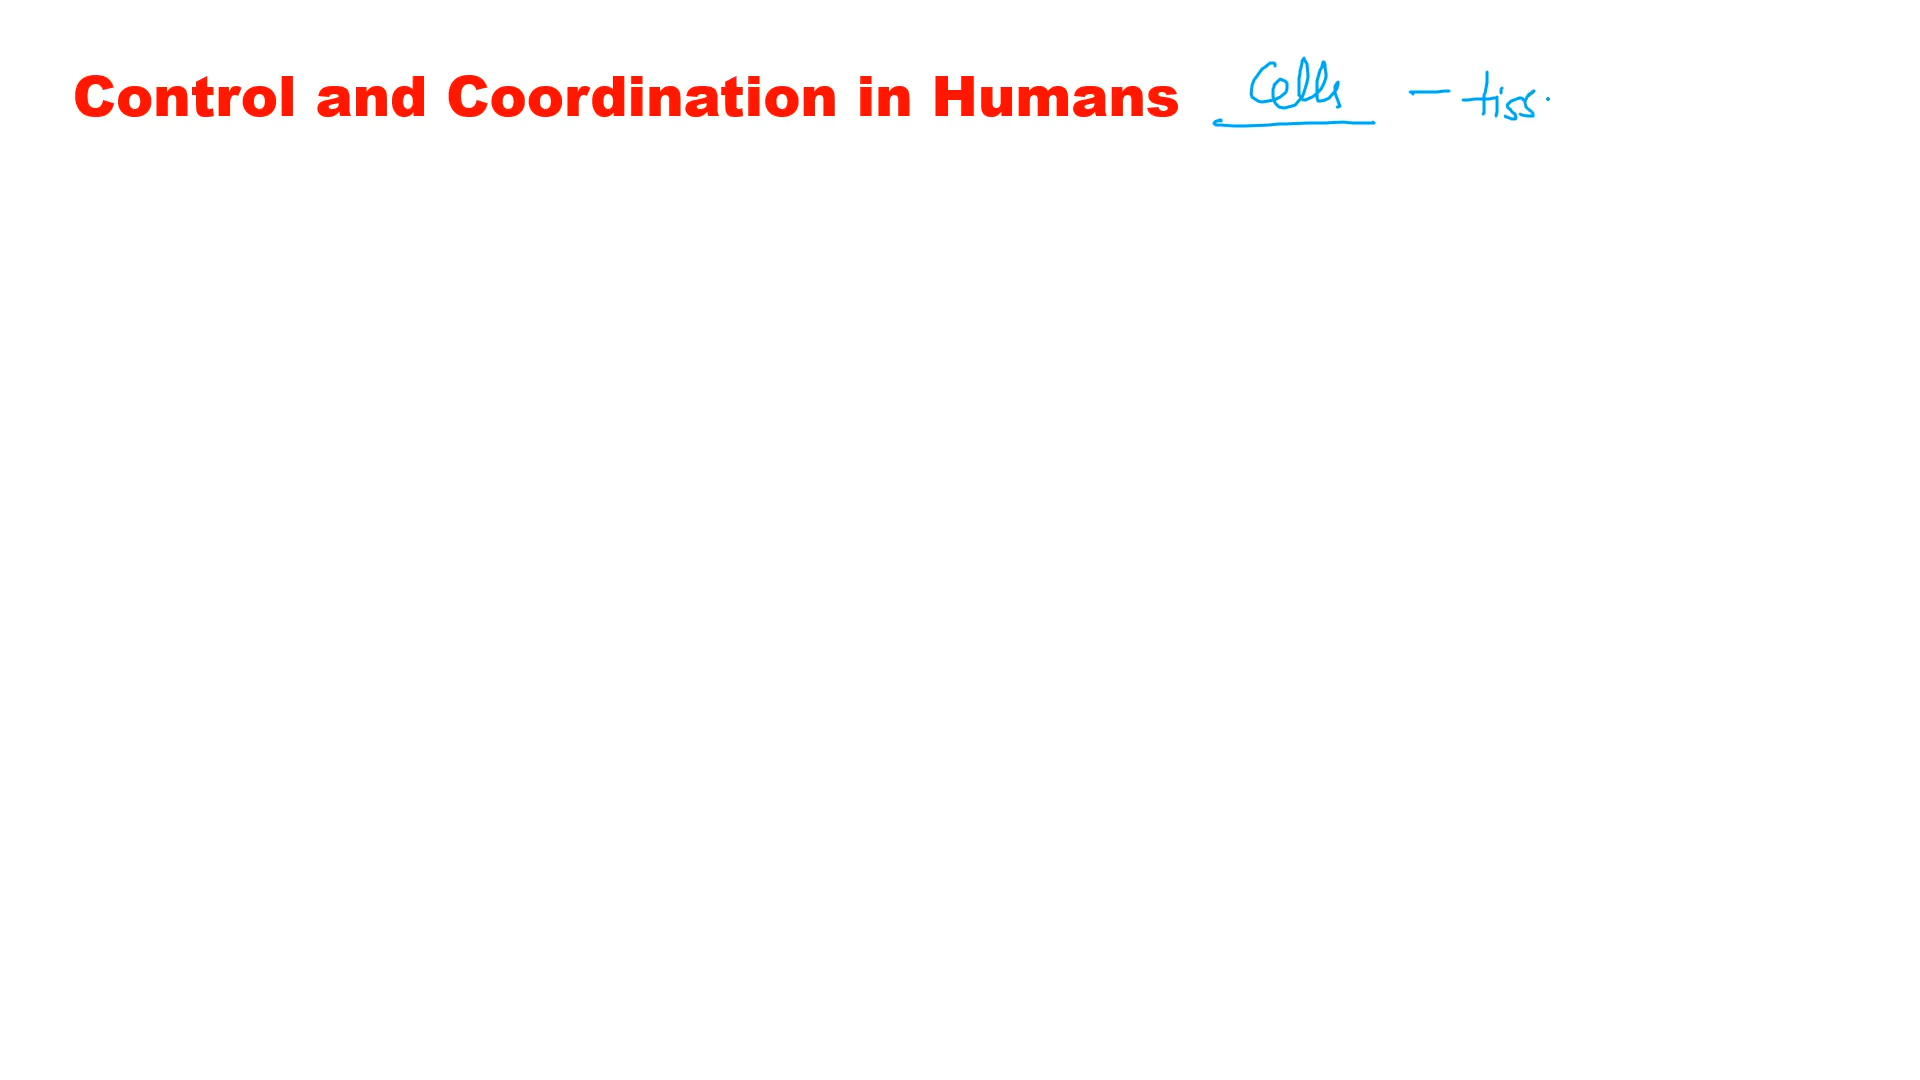 Control and Coordination in Humans Cells - tiss.